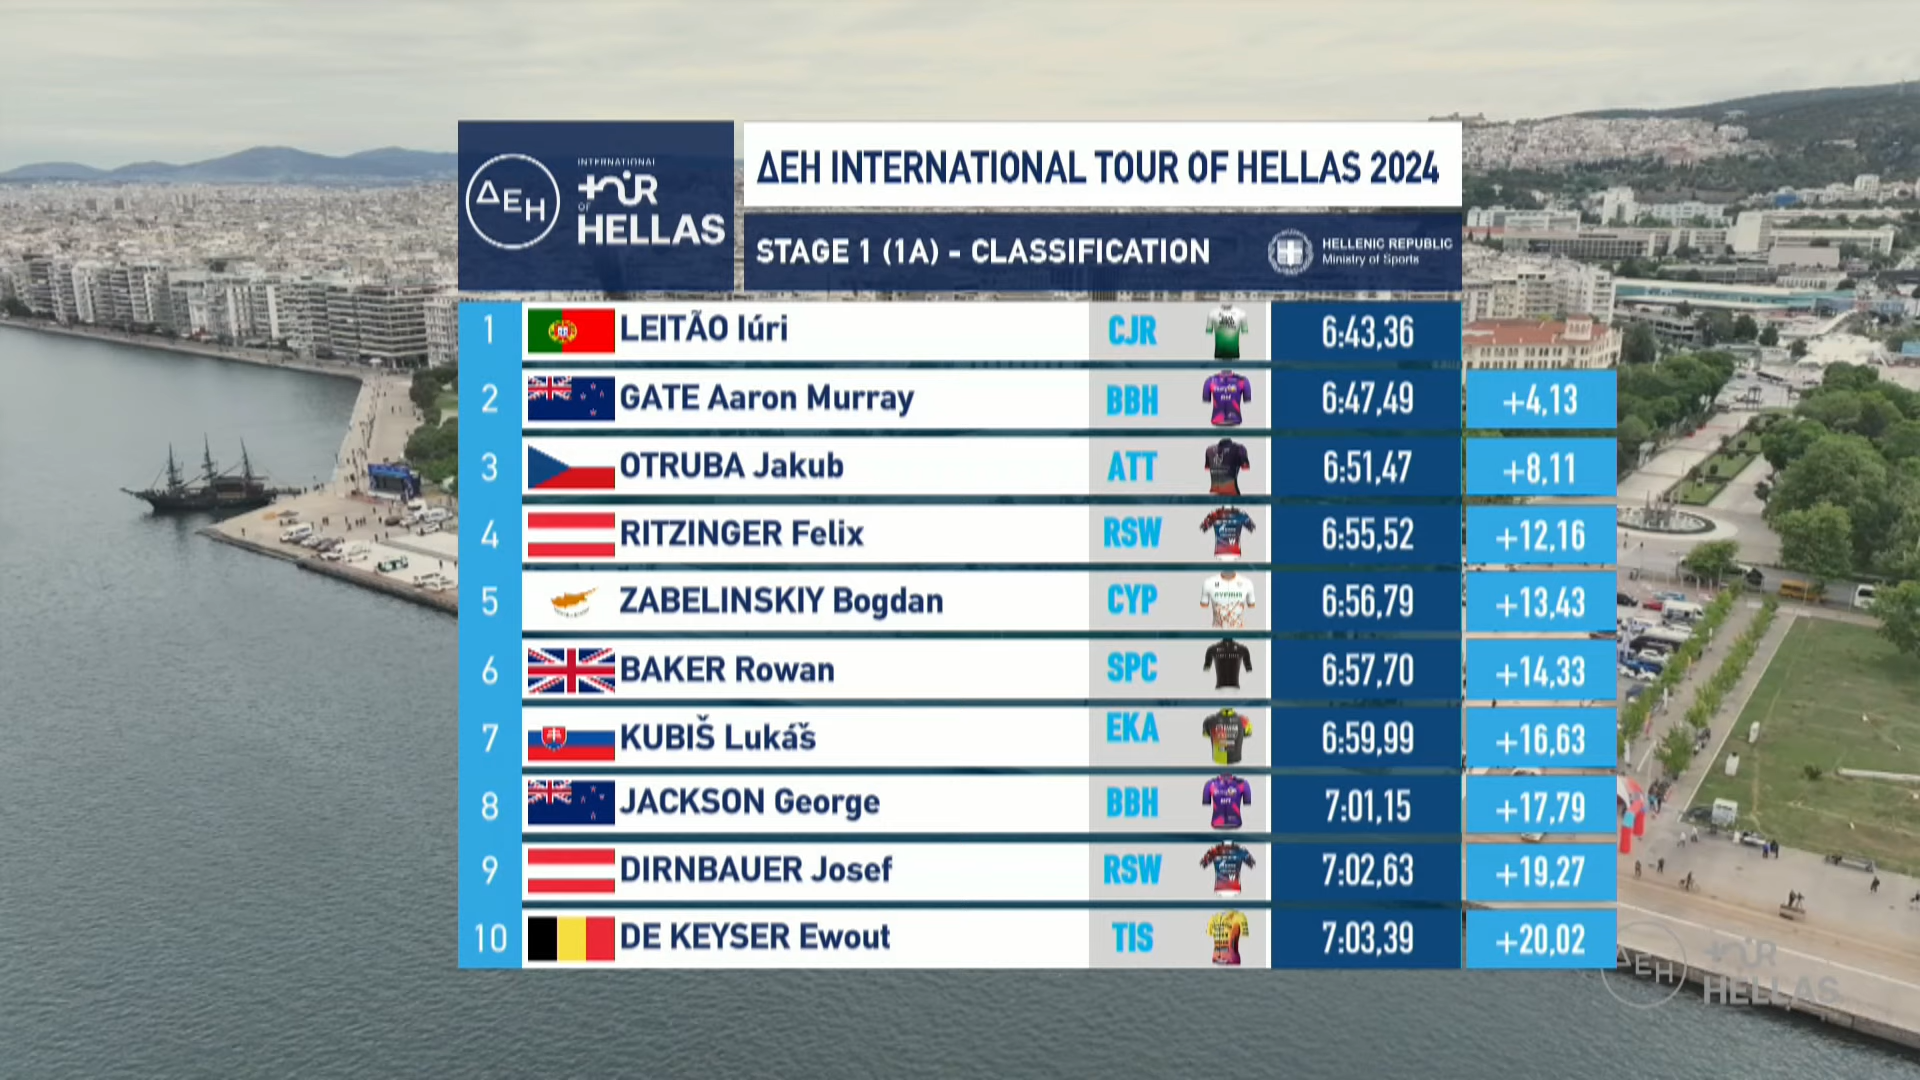 ΔΕΗ
INTERNATIONAL
TOUR
OF
HELLAS
ΔΕΗ INTERNATIONAL TOUR OF HELLAS 2024
STAGE 1 (1A) - CLASSIFICATION
HELLENIC REPUBLIC
Ministry of Sports
1 LEITÃO Iúri CJR 6:43,36
2 GATE Aaron Murray BBH 6:47,49 +4,13
3 OTRUBA Jakub ATT 6:51,47 +8,11
4 RITZINGER Felix RSW 6:55,52 +12,16
5 ZABELINSKIY Bogdan CYP 6:56,79 +13,43
6 BAKER Rowan SPC 6:57,70 +14,33
7 KUBIŠ Lukáš EKA 6:59,99 +16,63
8 JACKSON George BBH 7:01,15 +17,79
9 DIRNBAUER Josef RSW 7:02,63 +19,27
10 DE KEYSER Ewout TIS 7:03,39 +20,02
ΔΕΗ
TOUR
HELLAS